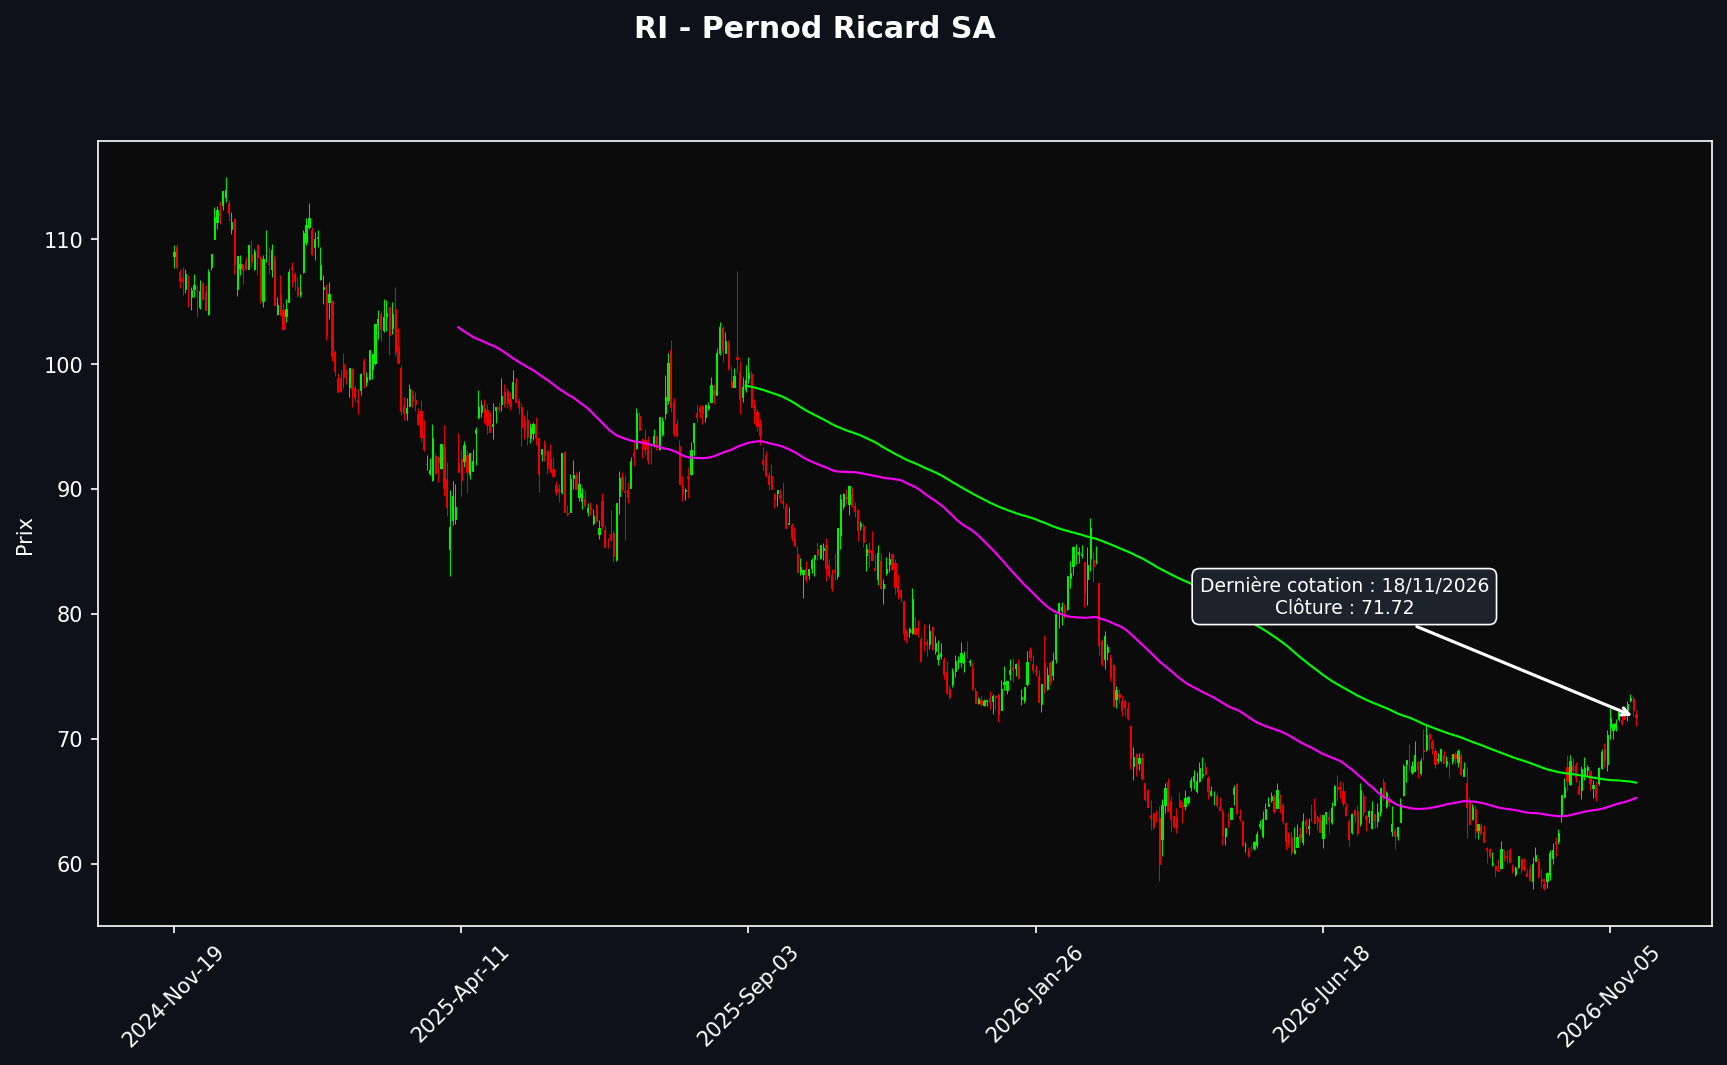 RI - Pernod Ricard SA
110
100
90
80
70
60
Prix
Dernière cotation : 18/11/2026
Clôture : 71.72
2024-Nov-19
2025-Apr-11
2025-Sep-03
2026-Jan-26
2026-Jun-18
2026-Nov-05